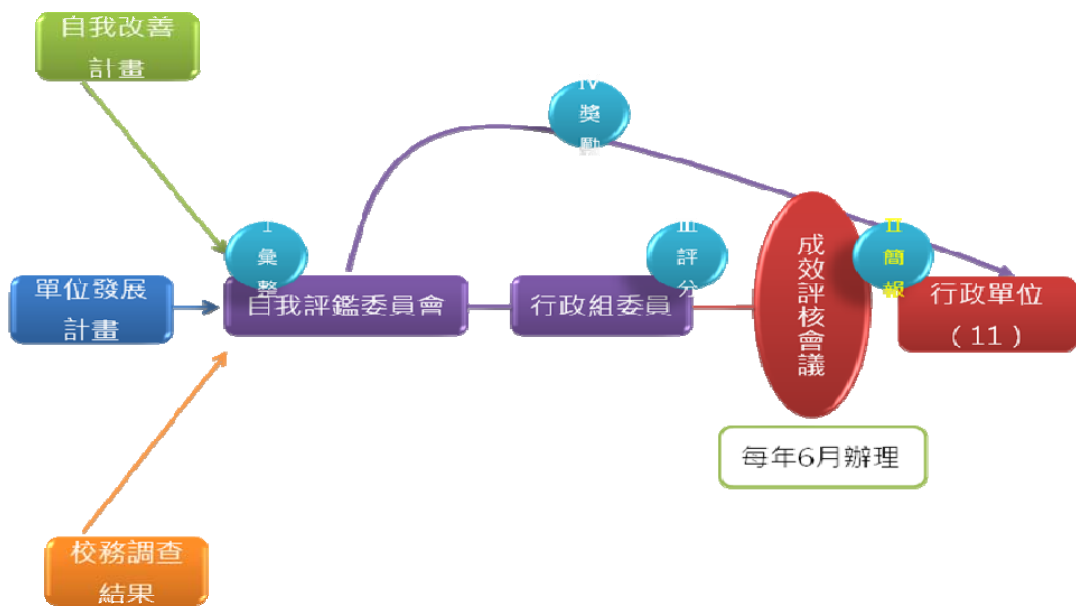 自我改善
計畫
IV
獎
勵
I
彙
整
III
評
分
成效評核會議
II
簡
報
單位發展
計畫
自我評鑑委員會
行政組委員
行政單位
(11)
每年6月辦理
校務調查
結果